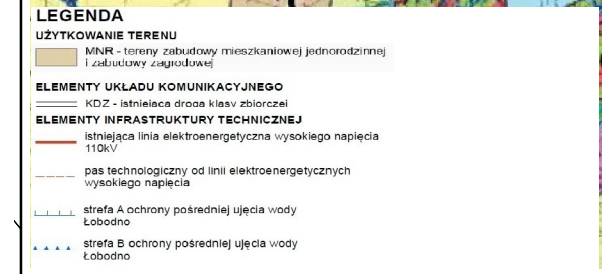 LEGENDA
UŻYTKOWANIE TERENU
MNR - tereny zabudowy mieszkaniowej jednorodzinnej
i zabudowy zagrodowej
ELEMENTY UKŁADU KOMUNIKACYJNEGO
KDZ - istniejąca droga klasy zbiorczej
ELEMENTY INFRASTRUKTURY TECHNICZNEJ
istniejąca linia elektroenergetyczna wysokiego napięcia
110kV
pas technologiczny od linii elektroenergetycznych
wysokiego napięcia
strefa A ochrony pośredniej ujęcia wody
Łobodno
strefa B ochrony pośredniej ujęcia wody
Łobodno